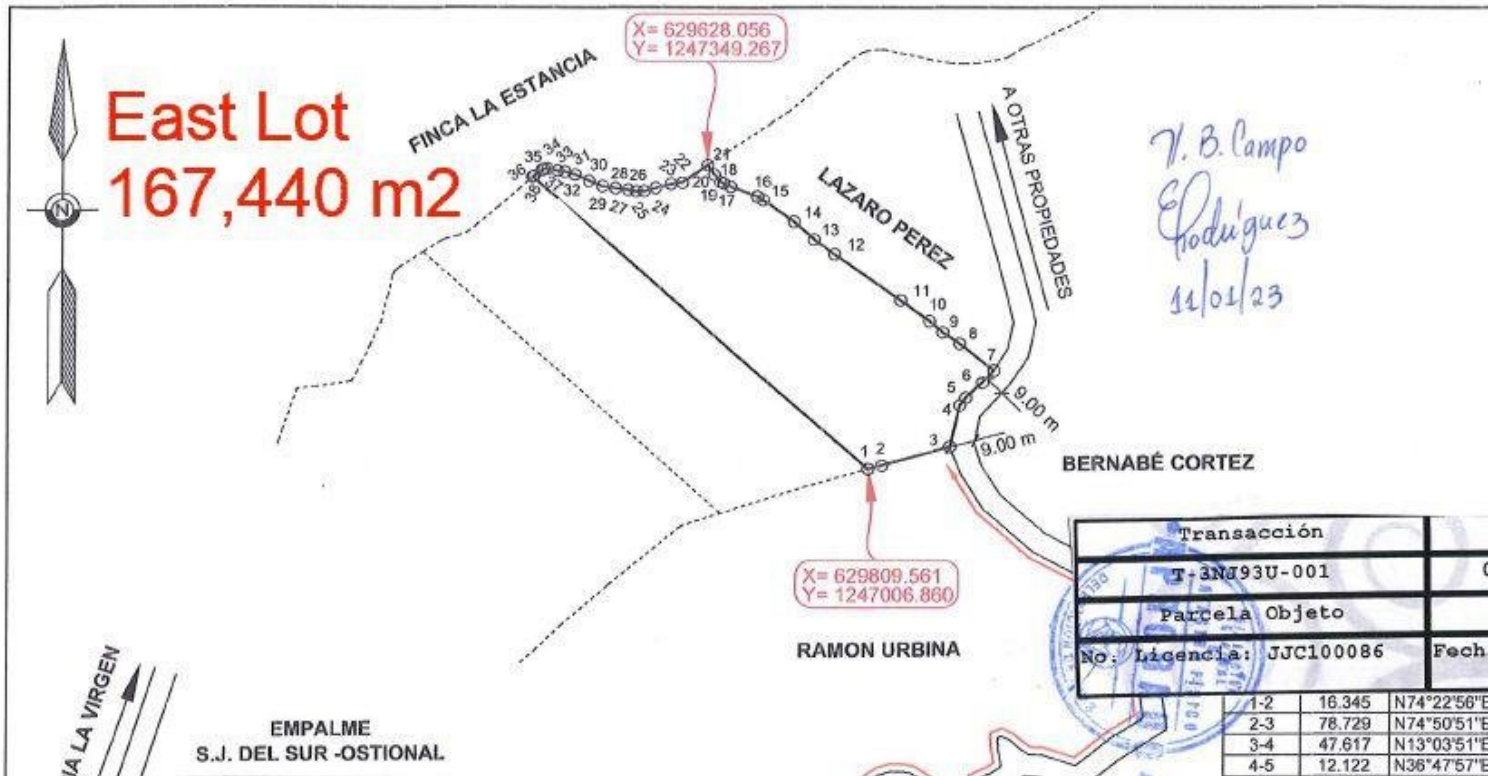 X= 629628.056
Y= 1247349.267
East Lot
167,440 m2
FINCA LA ESTANCIA
A OTRAS PROPIEDADES
V. B. Campo
ERodríguez
11/01/23
N
36
35
34
33
31
30
28
26
23
22
21
18
16
15
38
37
32
29
27
25
24
20
19
17
LAZARO PEREZ
14
13
12
11
10
9
8
7
6
5
4
3
9.00 m
9.00 m
1
2
BERNABÉ CORTEZ
X= 629809.561
Y= 1247006.860
RAMON URBINA
Transacción
T-3NJ93U-001
Parcela Objeto
No: Licencia: JJC100086
Fech
1-2 16.345 N74°22'56"E
2-3 78.729 N74°50'51"E
3-4 47.617 N13°03'51"E
4-5 12.122 N36°47'57"E
LA VIRGEN
EMPALME
S.J. DEL SUR -OSTIONAL